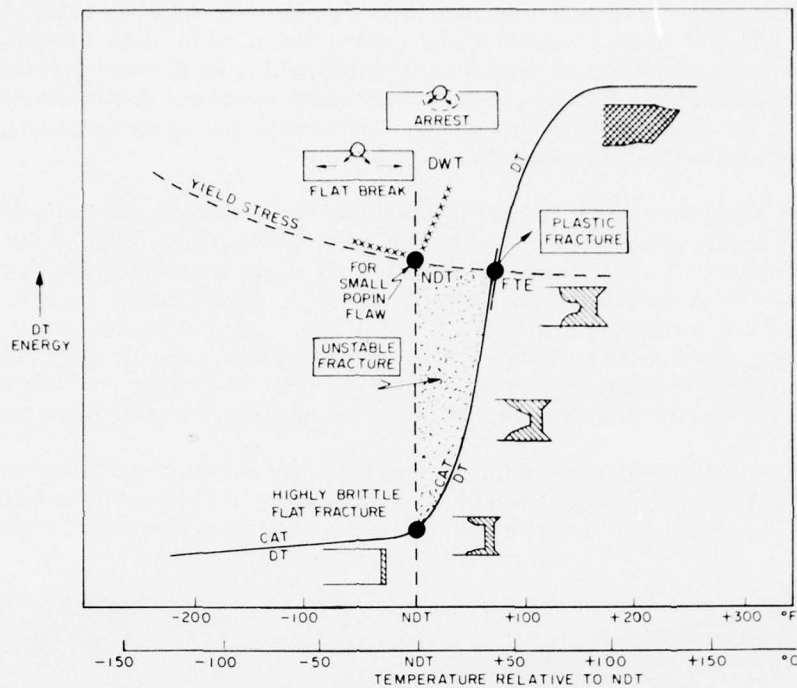 ARREST
FLAT BREAK
DWT
DT
YIELD STRESS
PLASTIC
FRACTURE
FOR
SMALL
POPIN
FLAW
NDT
FTE
DT
ENERGY
UNSTABLE
FRACTURE
CAT
DT
HIGHLY BRITTLE
FLAT FRACTURE
CAT
DT
-200 -100 NDT +100 +200 +300 °F
-150 -100 -50 NDT +50 +100 +150 °C
TEMPERATURE RELATIVE TO NDT